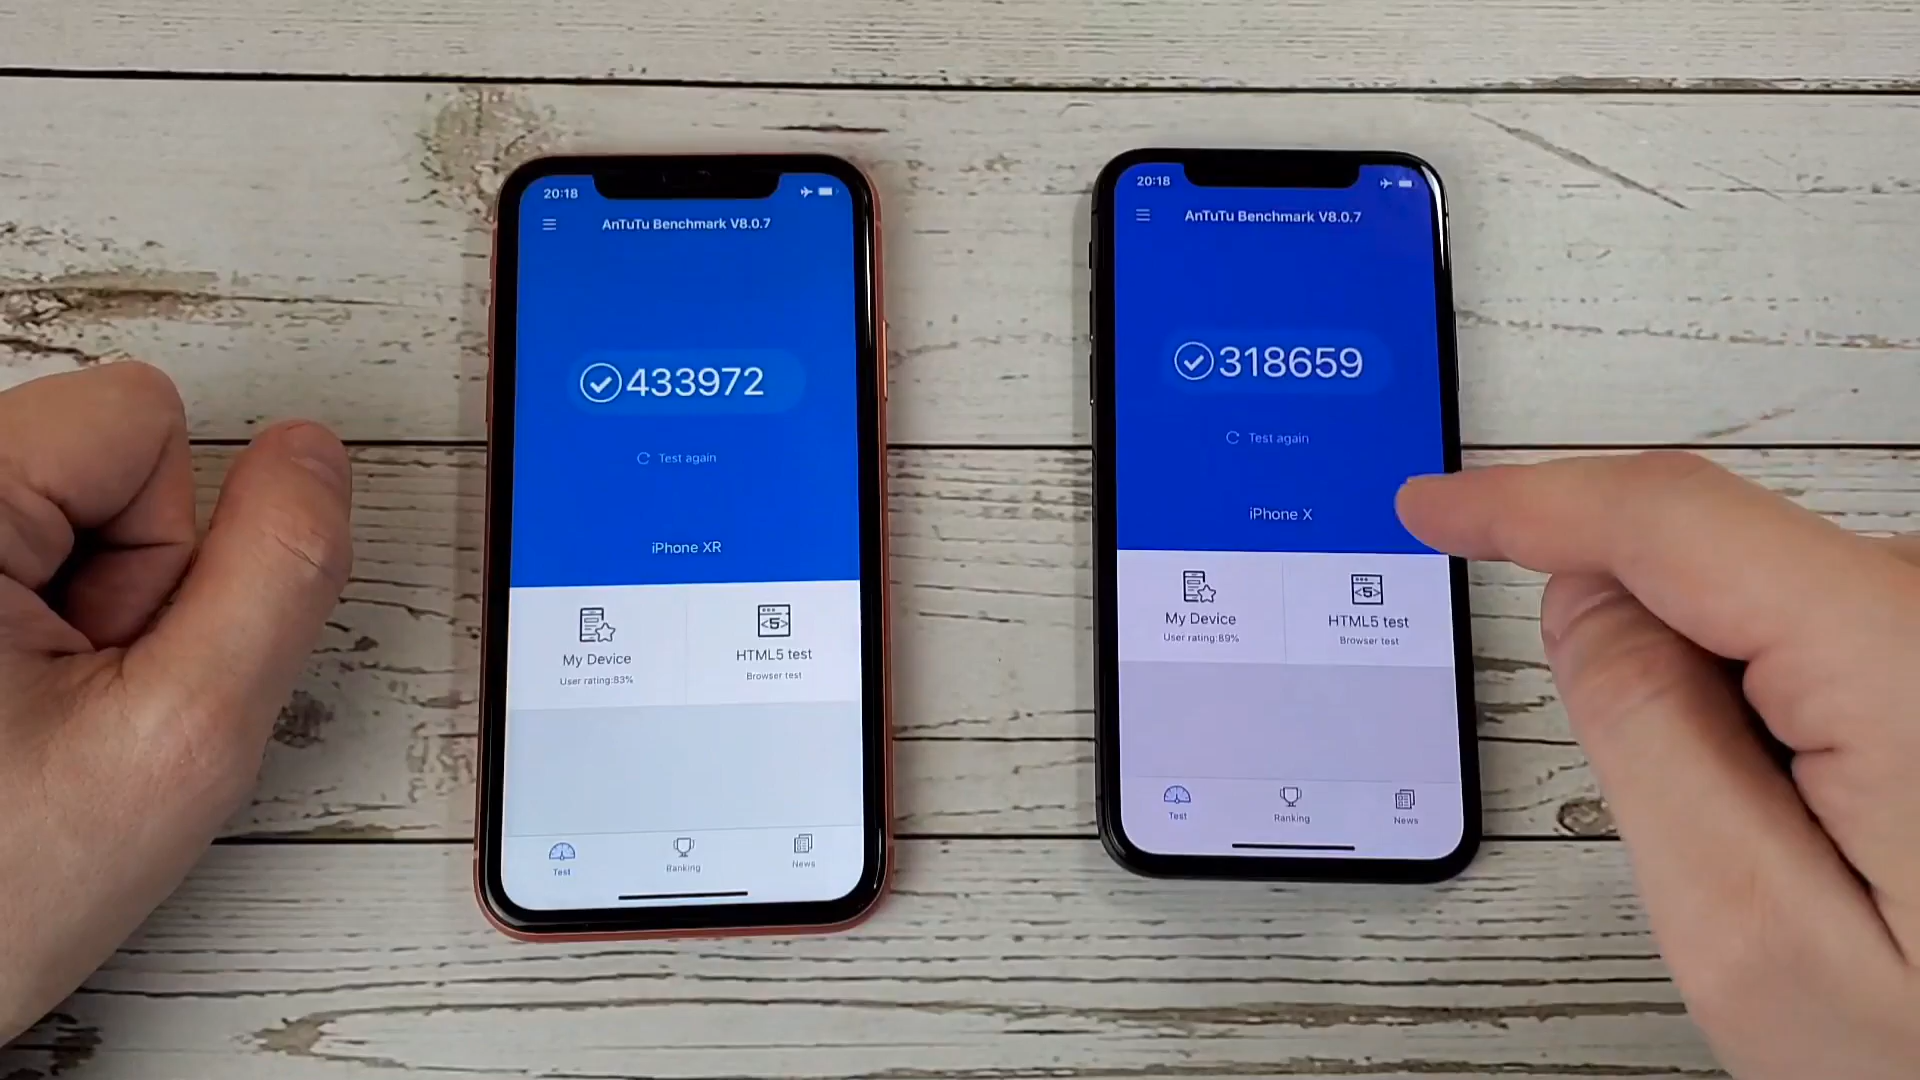 20:18
AnTuTu Benchmark V8.0.7
433972
Test again
iPhone XR
My Device
User rating:83%
HTML5 test
Browser test
Test
Ranking
News
20:18
AnTuTu Benchmark V8.0.7
318659
Test again
iPhone X
My Device
User rating:89%
HTML5 test
Browser test
Test
Ranking
News